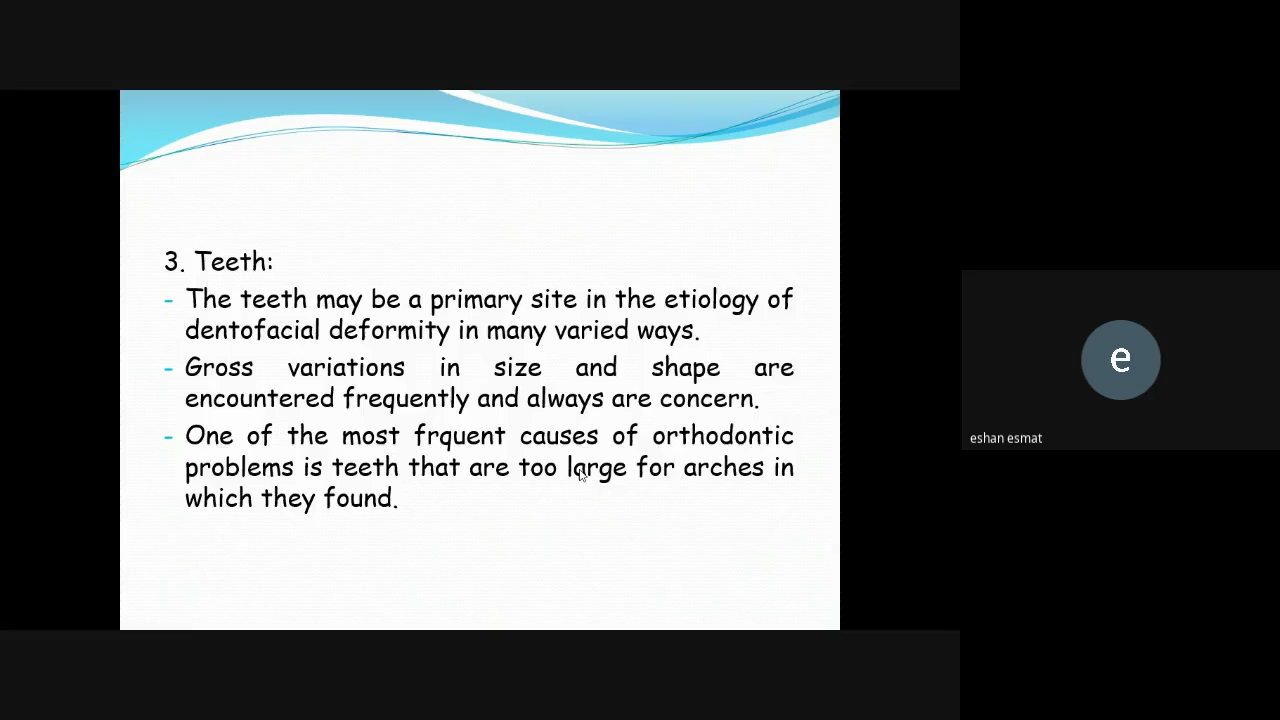 3. Teeth:
- The teeth may be a primary site in the etiology of
dentofacial deformity in many varied ways.
- Gross variations in size and shape are
encountered frequently and always are concern.
- One of the most frquent causes of orthodontic
problems is teeth that are too large for arches in
which they found.
e
eshan esmat